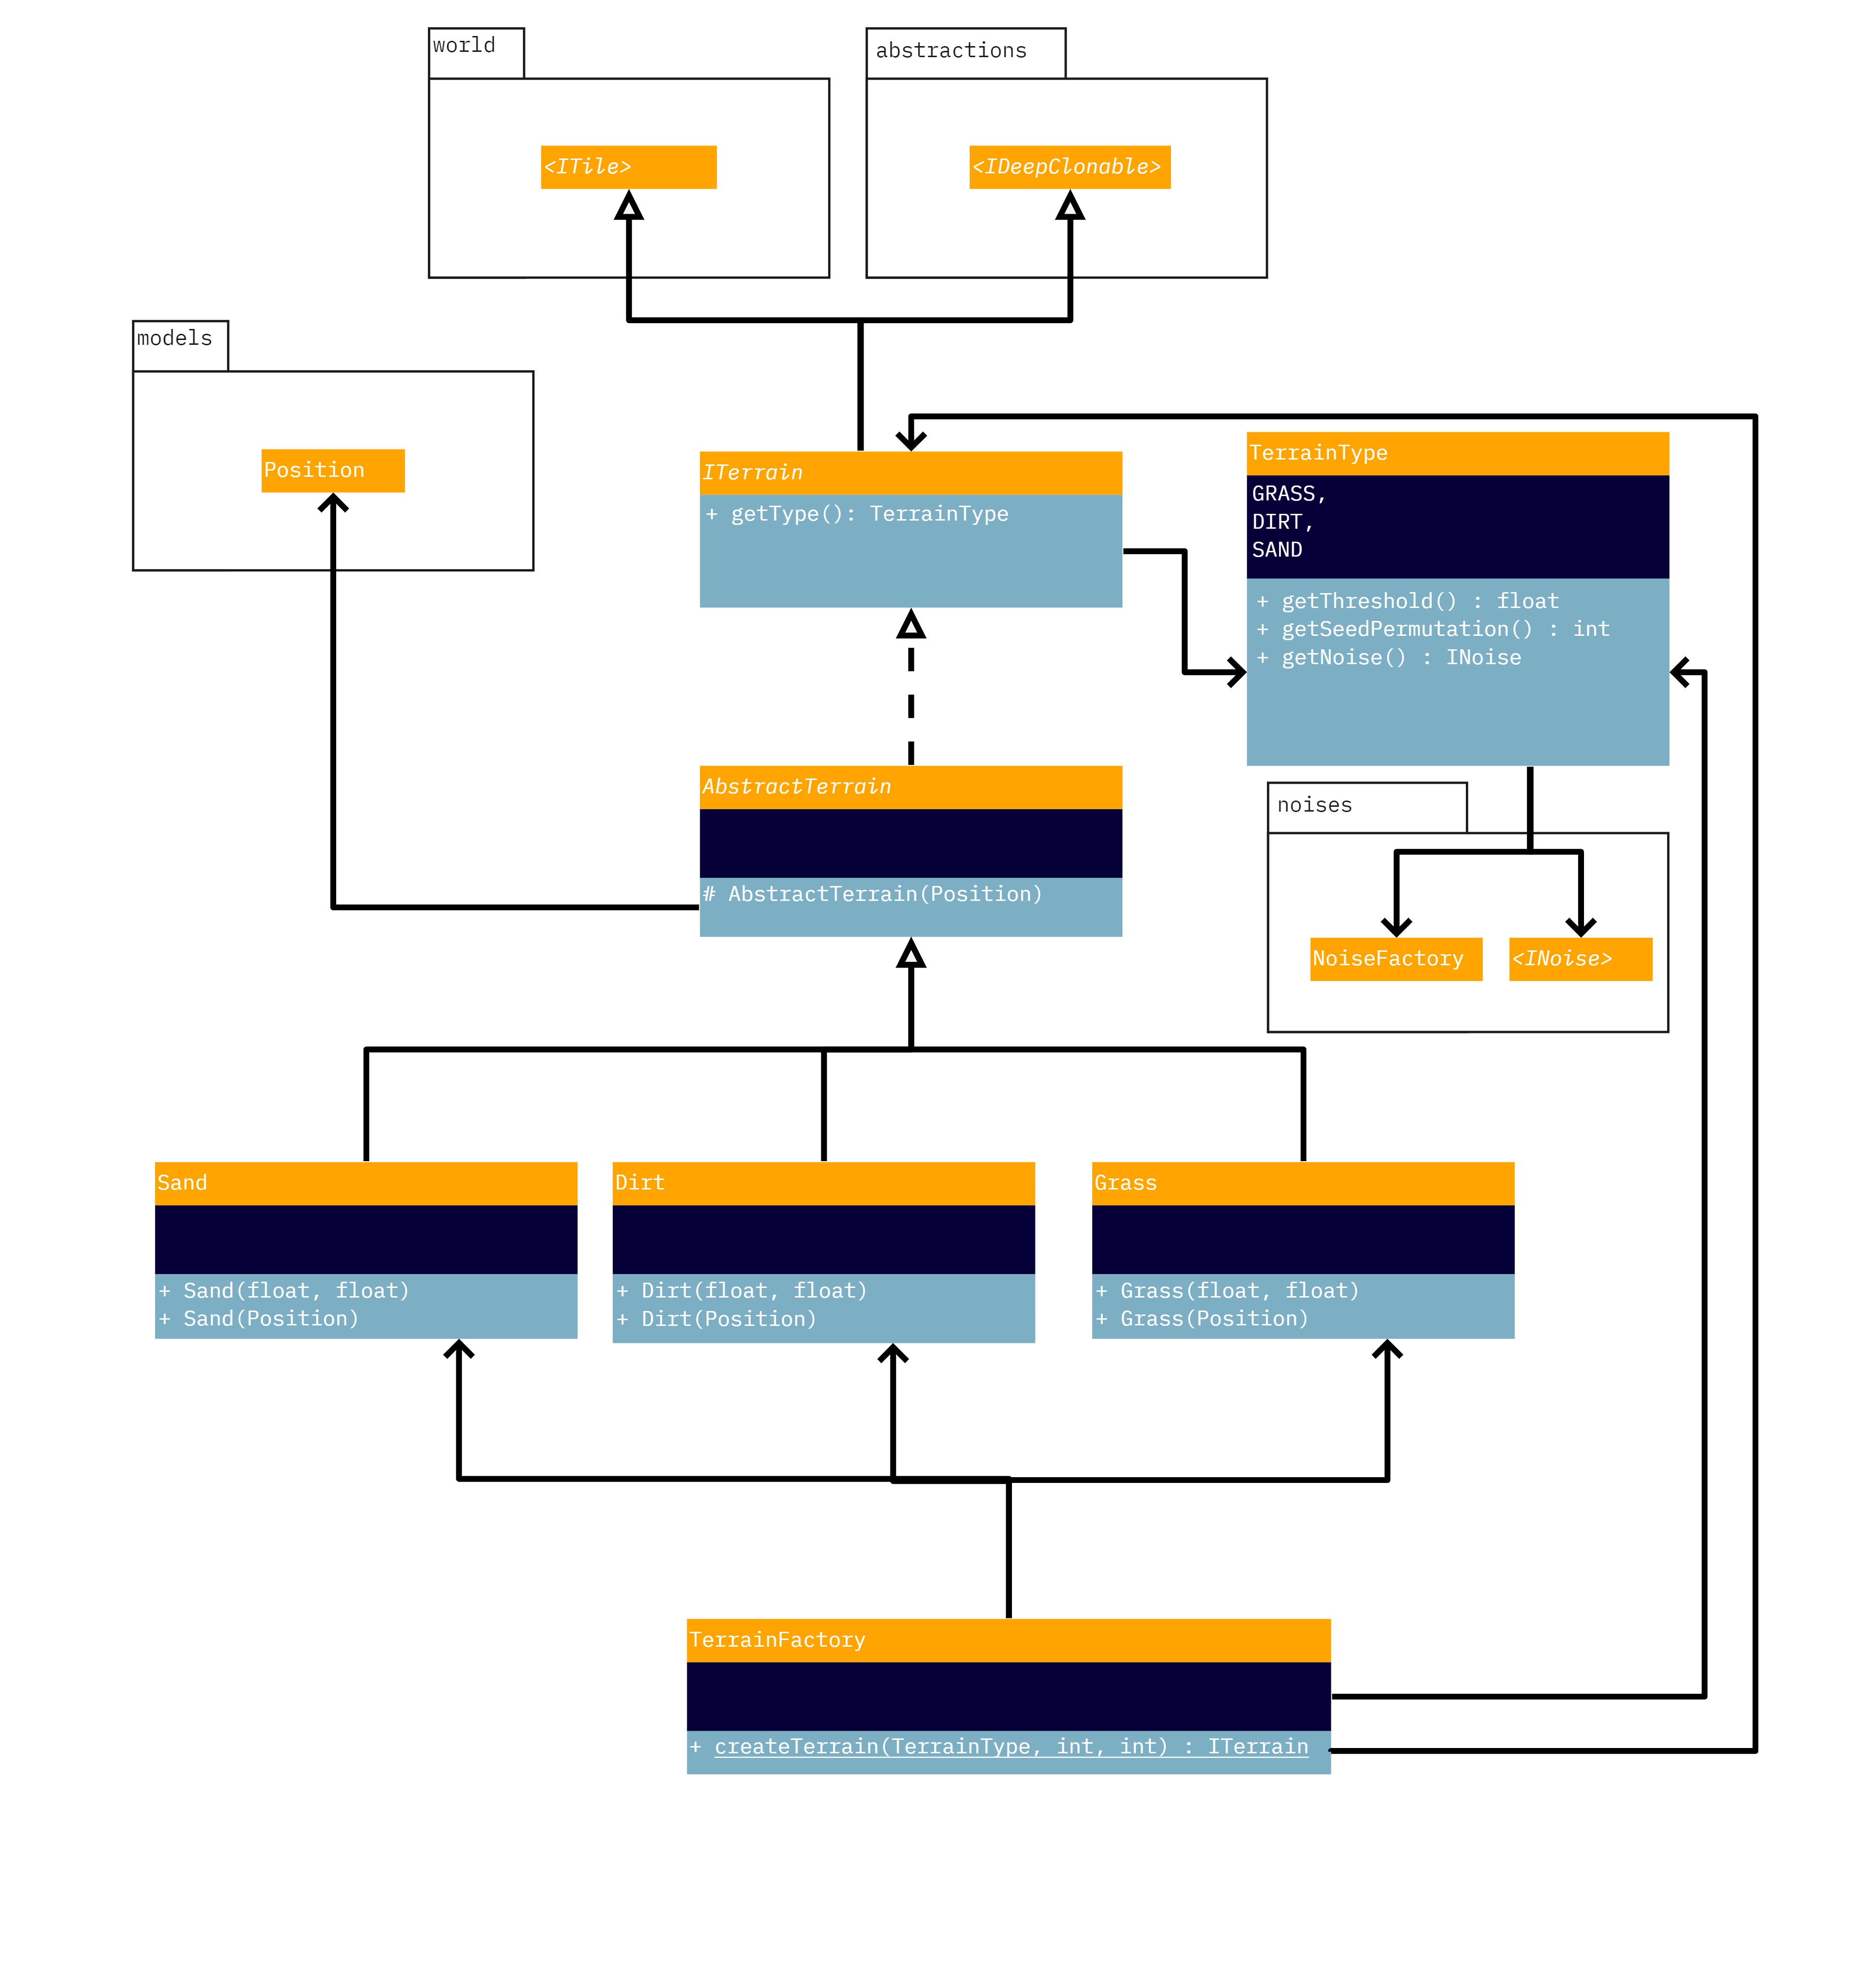 world
abstractions
<ITile>
<IDeepClonable>
models
Position
ITerrain
+ getType(): TerrainType
TerrainType
GRASS,
DIRT,
SAND
+ getThreshold() : float
+ getSeedPermutation() : int
+ getNoise() : INoise
AbstractTerrain
# AbstractTerrain(Position)
noises
NoiseFactory
<INoise>
Sand
+ Sand(float, float)
+ Sand(Position)
Dirt
+ Dirt(float, float)
+ Dirt(Position)
Grass
+ Grass(float, float)
+ Grass(Position)
TerrainFactory
+ createTerrain(TerrainType, int, int) : ITerrain